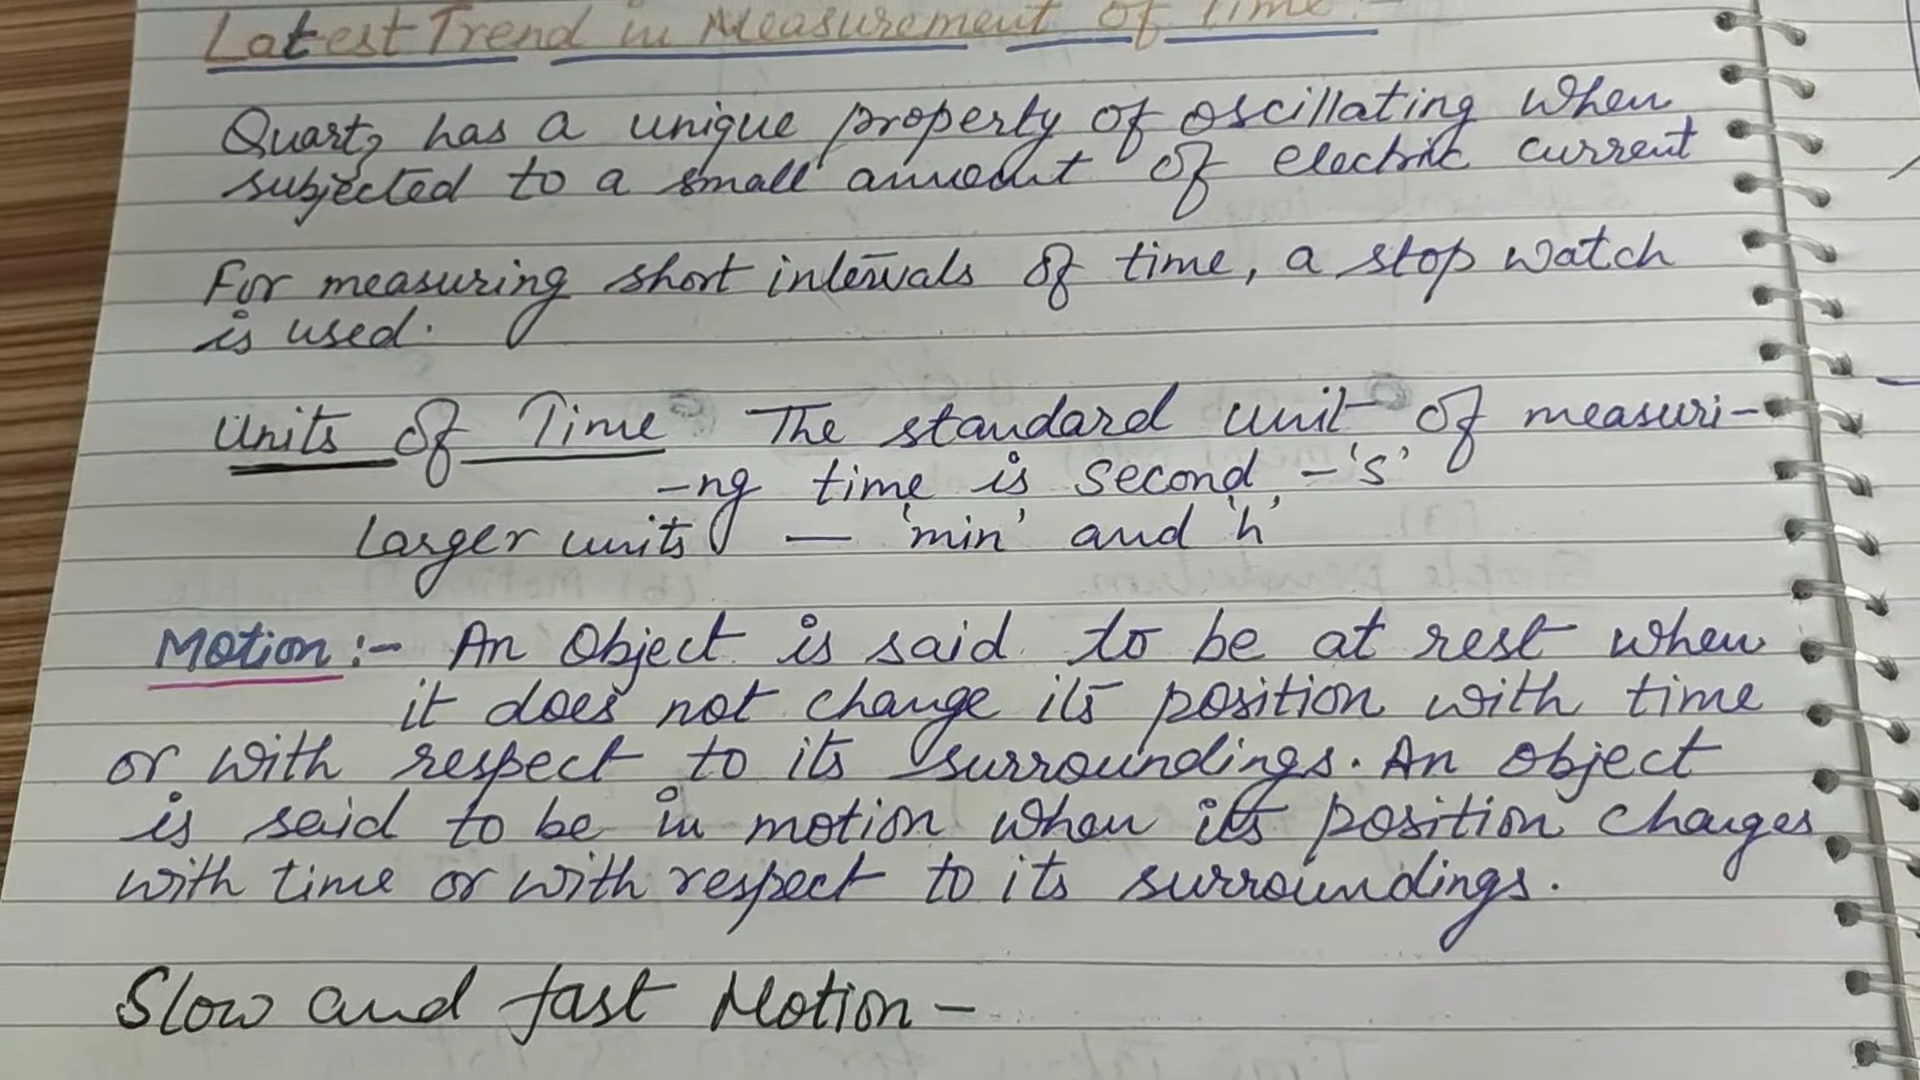 Latest Trend in Measurement of Time :-
Quartz has a unique property of oscillating when
subjected to a small amount of electric current
For measuring short intervals of time, a stop watch
is used.
Units of Time The standard unit of measuri-
-ng time is second - 's'
Larger units — 'min' and 'h'
Motion :- An Object is said to be at rest when
it does not change its position with time
or with respect to its surroundings. An object
is said to be in motion when its position changes
with time or with respect to its surroundings.
Slow and fast Motion -